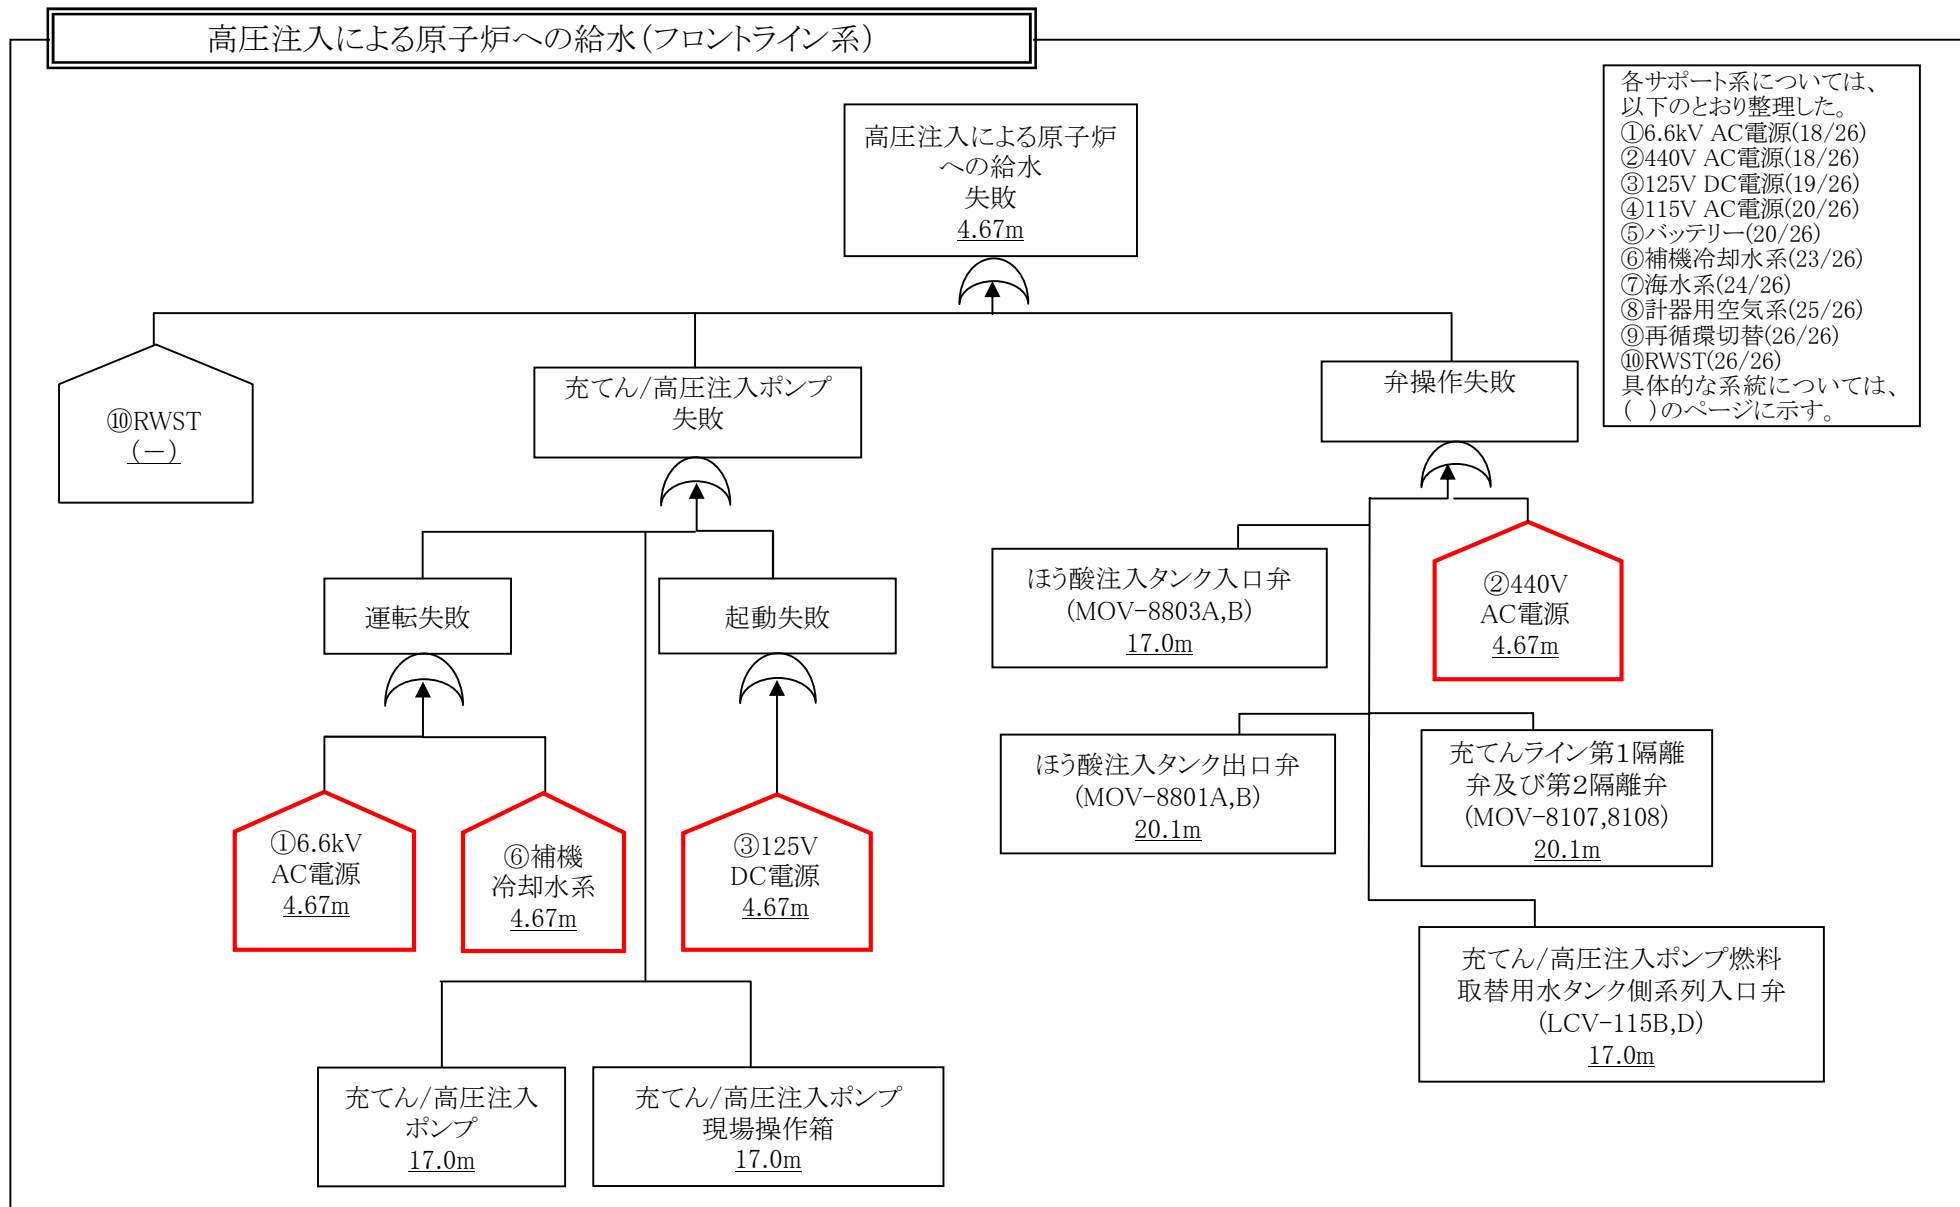 高圧注入による原子炉への給水(フロントライン系)
各サポート系については、
以下のとおり整理した。
①6.6kV AC電源(18/26)
②440V AC電源(18/26)
③125V DC電源(19/26)
④115V AC電源(20/26)
⑤バッテリー(20/26)
⑥補機冷却水系(23/26)
⑦海水系(24/26)
⑧計器用空気系(25/26)
⑨再循環切替(26/26)
⑩RWST(26/26)
具体的な系統については、
( )のページに示す。
高圧注入による原子炉
への給水
失敗
4.67m
⑩RWST
(－)
充てん/高圧注入ポンプ
失敗
弁操作失敗
運転失敗
起動失敗
ほう酸注入タンク入口弁
(MOV-8803A,B)
17.0m
②440V
AC電源
4.67m
ほう酸注入タンク出口弁
(MOV-8801A,B)
20.1m
充てんライン第1隔離
弁及び第2隔離弁
(MOV-8107,8108)
20.1m
①6.6kV
AC電源
4.67m
⑥補機
冷却水系
4.67m
③125V
DC電源
4.67m
充てん/高圧注入ポンプ燃料
取替用水タンク側系列入口弁
(LCV-115B,D)
17.0m
充てん/高圧注入
ポンプ
17.0m
充てん/高圧注入ポンプ
現場操作箱
17.0m